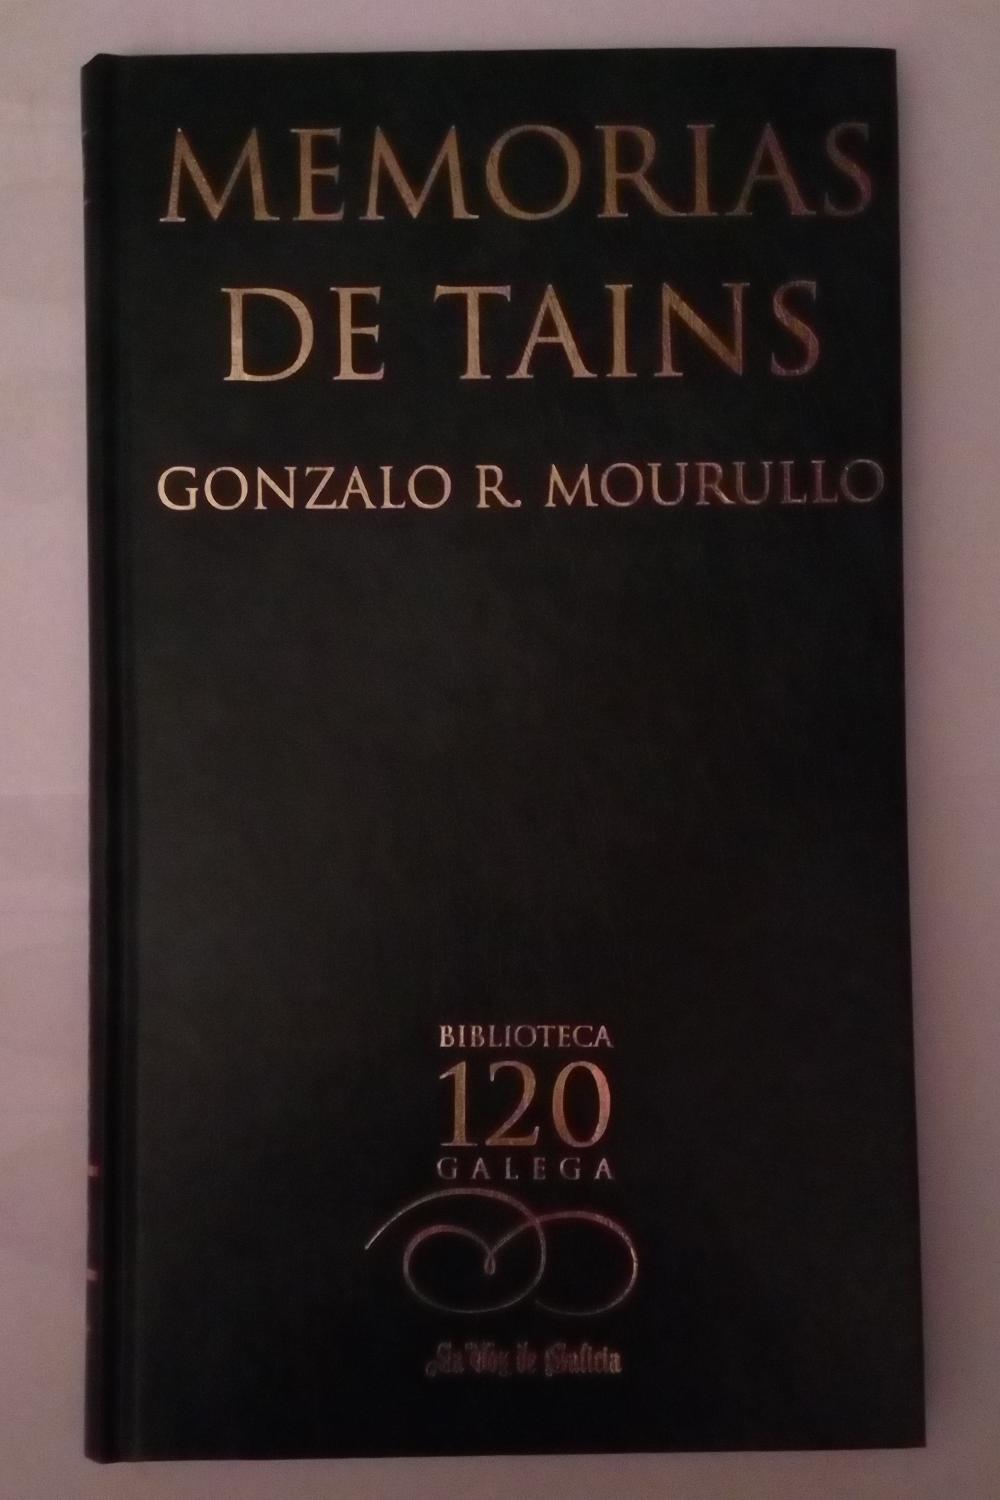 MEMORIAS
DE TAINS
GONZALO R. MOURULLO
BIBLIOTECA
120
GALEGA
La Voz de Galicia